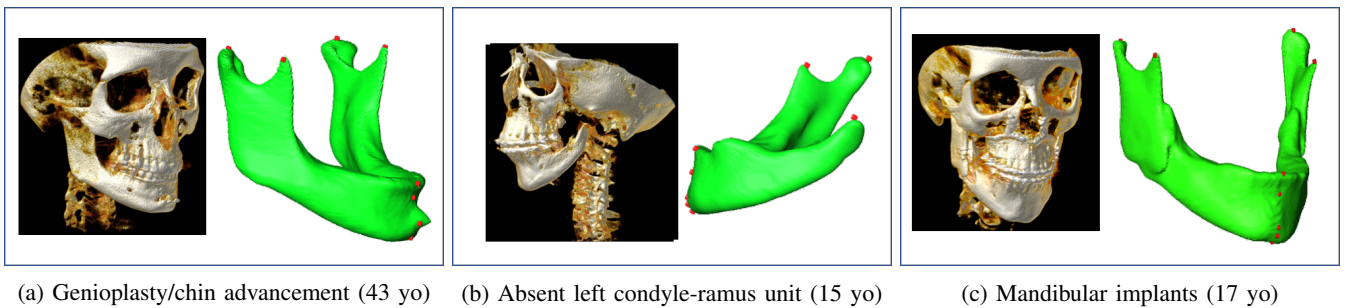 (a) Genioplasty/chin advancement (43 yo)
(b) Absent left condyle-ramus unit (15 yo)
(c) Mandibular implants (17 yo)